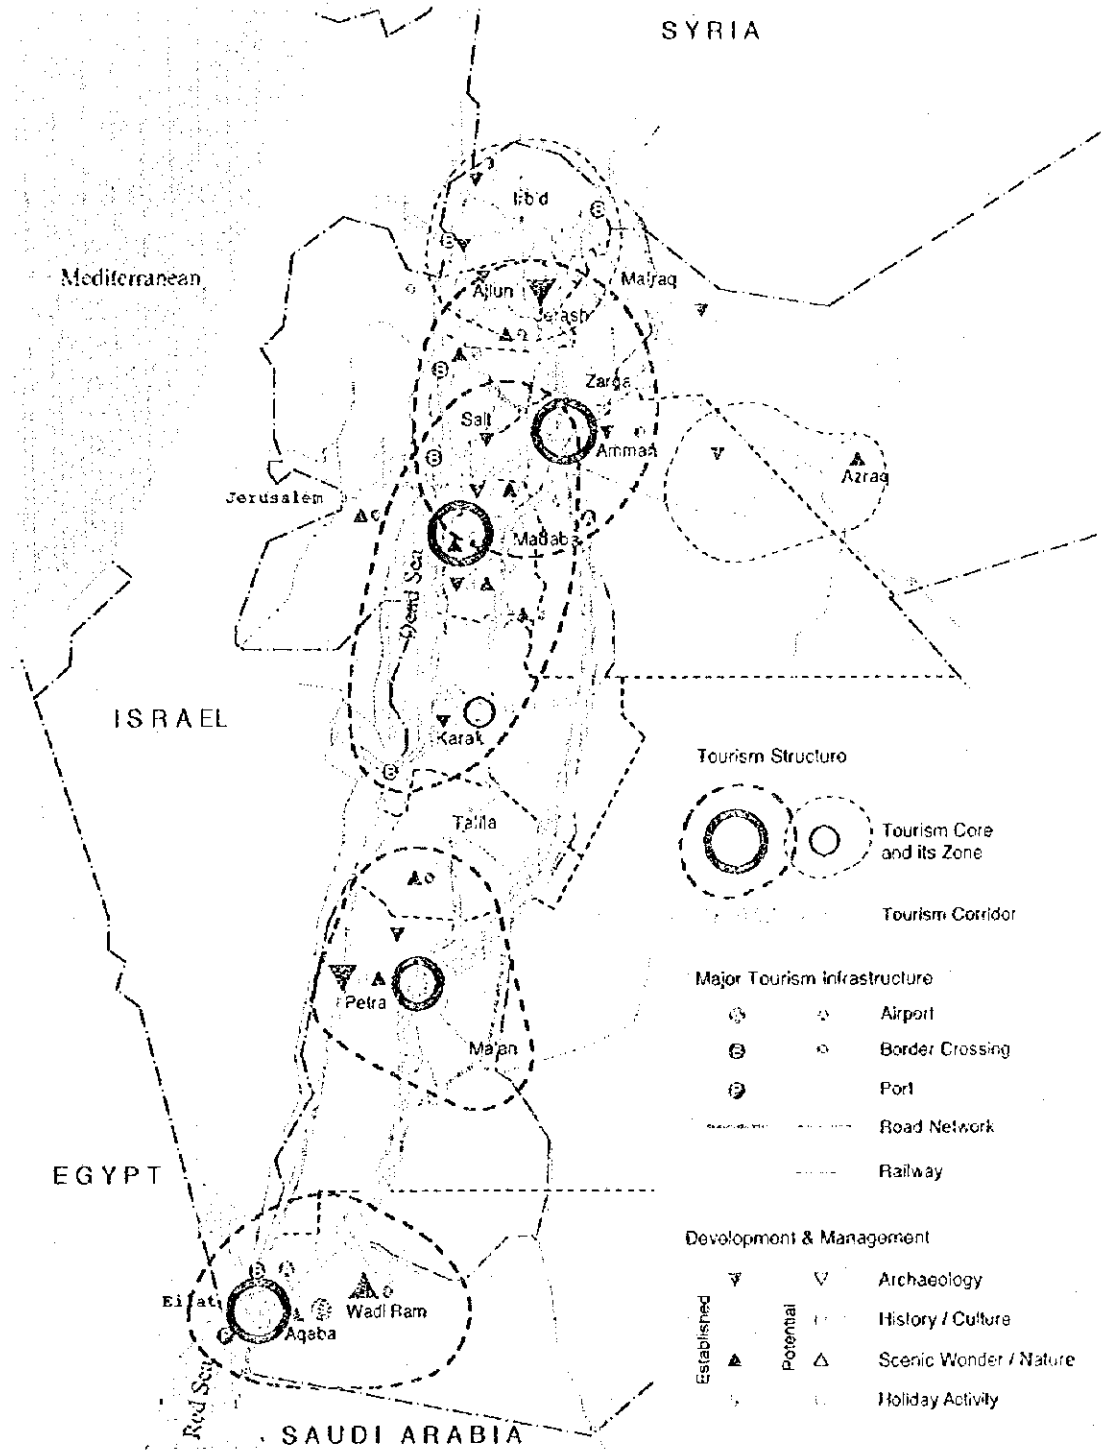 SYRIA
Mediterranean
Ajlun
Jerash
Zarqa
Salt
Amman
Azraq
Jerusalem
Dead Sea
ISRAEL
Karak
Tafila
Petra
Ma'an
EGYPT
Eilat
Wadi Ram
Aqaba
Red Sea
SAUDI ARABIA
Tourism Structure
Tourism Core
and its Zone
Tourism Corridor
Major Tourism Infrastructure
Airport
B Border Crossing
P Port
Road Network
Railway
Development & Management
Established
Potential
Archaeology
History / Culture
Scenic Wonder / Nature
Holiday Activity